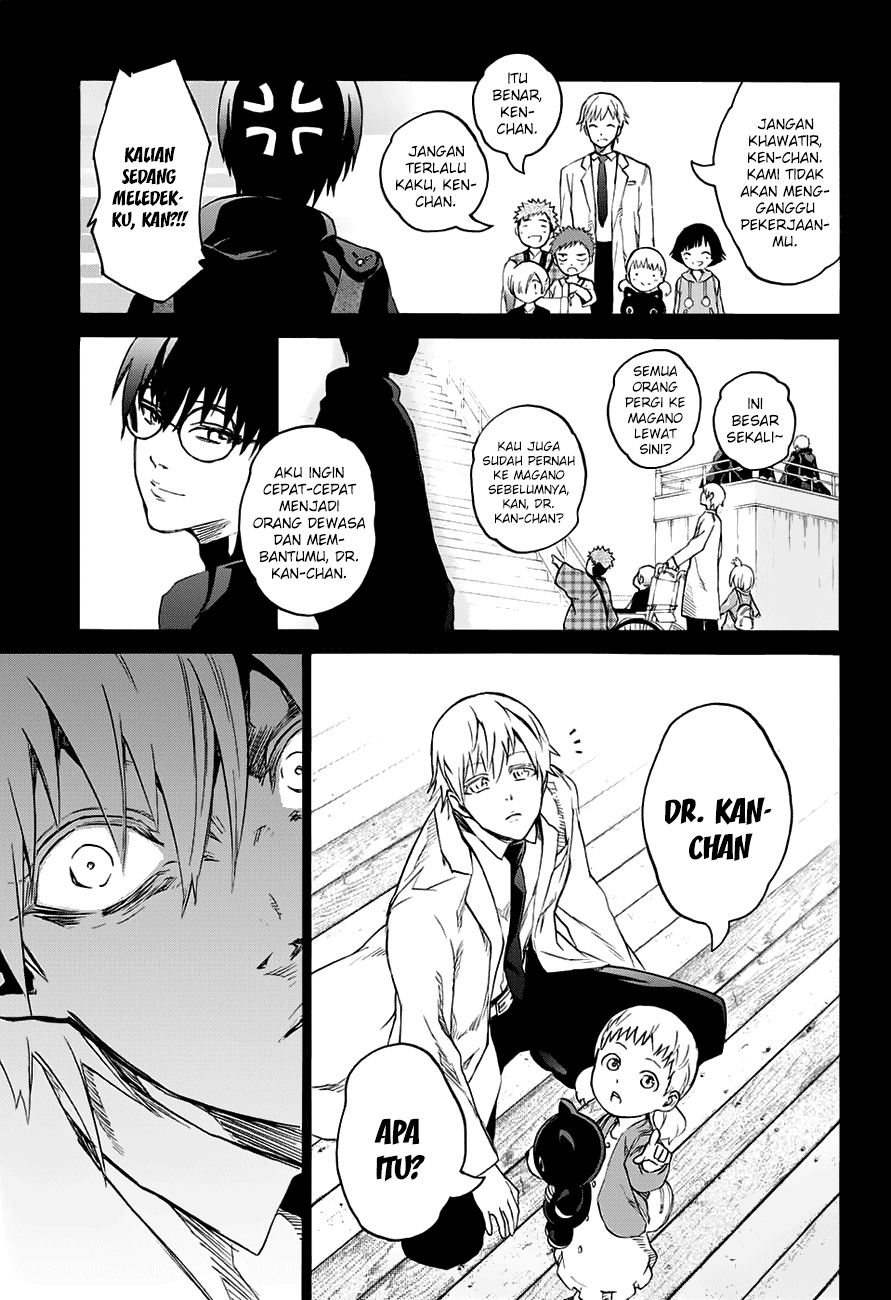 JANGAN
KHAWATIR,
KEN-CHAN.
KAMI TIDAK
AKAN MENG-
GANGGU
PEKERJAAN-
MU.
ITU
BENAR,
KEN-
CHAN.
JANGAN
TERLALU
KAKU, KEN-
CHAN.
KALIAN
SEDANG
MELEDEK-
KU, KAN?!!
INI
BESAR
SEKALI~
SEMUA
ORANG
PERGI KE
MAGANO
LEWAT
SINI?
KAU JUGA
SUDAH PERNAH
KE MAGANO
SEBELUMNYA,
KAN, DR.
KAN-CHAN?
AKU INGIN
CEPAT-CEPAT
MENJADI
ORANG DEWASA
DAN MEM-
BANTUMU, DR.
KAN-CHAN.
DR. KAN-
CHAN
APA
ITU?